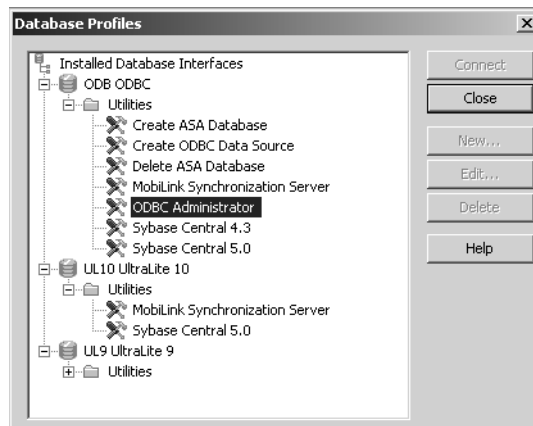 Database Profiles
Installed Database Interfaces
ODB ODBC
Utilities
Create ASA Database
Create ODBC Data Source
Delete ASA Database
MobiLink Synchronization Server
ODBC Administrator
Sybase Central 4.3
Sybase Central 5.0
UL10 UltraLite 10
Utilities
MobiLink Synchronization Server
Sybase Central 5.0
UL9 UltraLite 9
Utilities
Connect
Close
New...
Edit...
Delete
Help